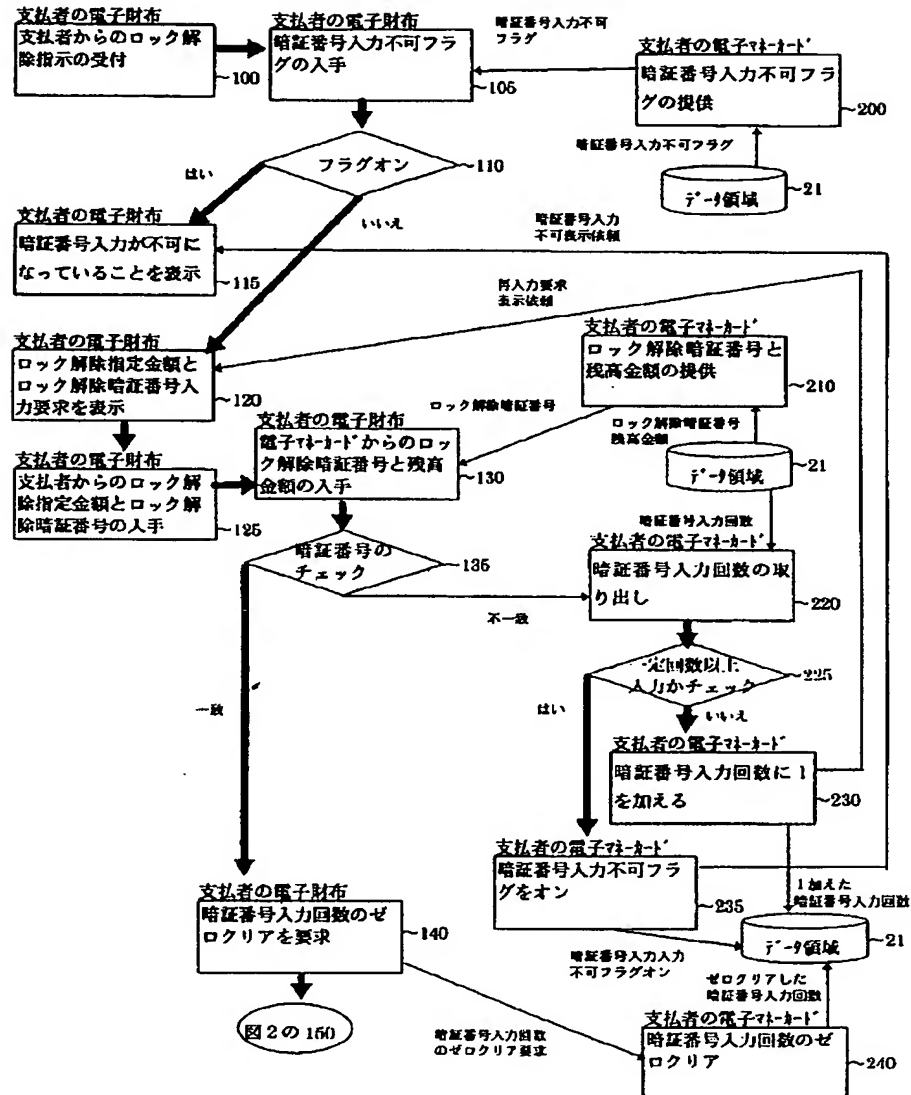 支払者の電子財布
支払者からのロック解
除指示の受付
100
支払者の電子財布
暗証番号入力不可フラ
グの入手
105
暗証番号入力不可
フラグ
支払者の電子マネーカード
暗証番号入力不可フラ
グの提供
200
暗証番号入力不可フラグ
データ領域
21
フラグオン
110
はい
いいえ
支払者の電子財布
暗証番号入力が不可に
なっていることを表示
115
暗証番号入力
不可表示依頼
再入力要求
表示依頼
支払者の電子財布
ロック解除指定金額と
ロック解除暗証番号入
力要求を表示
120
支払者の電子マネーカード
ロック解除暗証番号と
残高金額の提供
210
ロック解除暗証番号
ロック解除暗証番号
残高金額
データ領域
21
支払者の電子財布
支払者からのロック解
除指定金額とロック解
除暗証番号の入手
125
支払者の電子財布
電子マネーカードからのロッ
ク解除暗証番号と残高
金額の入手
130
暗証番号入力回数
暗証番号の
チェック
135
不一致
一致
支払者の電子マネーカード
暗証番号入力回数の取
り出し
220
一定回数以上
入力かチェック
225
はい
いいえ
支払者の電子マネーカード
暗証番号入力回数に1
を加える
230
支払者の電子マネーカード
暗証番号入力不可フラ
グをオン
235
1加えた
暗証番号入力回数
データ領域
21
暗証番号入力入力
不可フラグオン
ゼロクリアした
暗証番号入力回数
支払者の電子財布
暗証番号入力回数のゼ
ロクリアを要求
140
図2の150
暗証番号入力回数
のゼロクリア要求
支払者の電子マネーカード
暗証番号入力回数のゼ
ロクリア
240